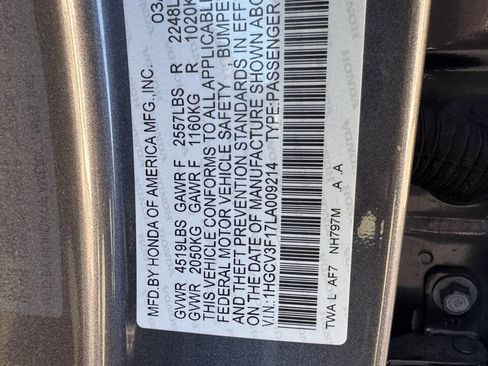 MFD.BY HONDA OF AMERICA MFG., INC. 03
GVWR 4519LBS GAWR F 2557LBS R 2248L
GVWR 2050KG GAWR F 1160KG R 1020K
THIS VEHICLE CONFORMS TO ALL APPLICABLE
FEDERAL MOTOR VEHICLE SAFETY, BUMPE
AND THEFT PREVENTION STANDARDS IN EFFE
ON THE DATE OF MANUFACTURE SHOWN ABO
V.I.N.: 1HGCV3F17LA009214 TYPE: PASSENGER
TWA L AF7 NH797M .A .A